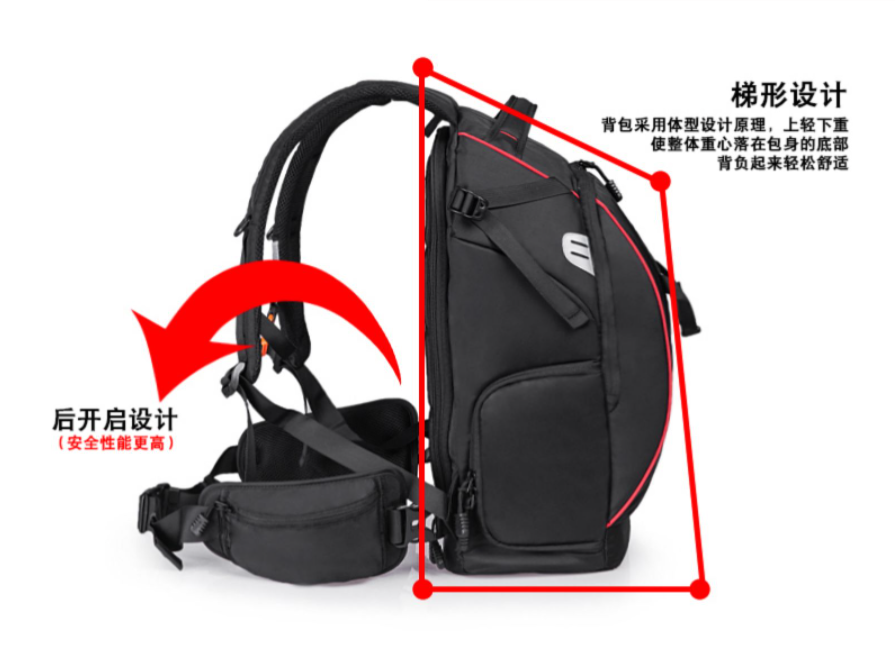 梯形设计
背包采用体型设计原理，上轻下重
使整体重心落在包身的底部
背负起来轻松舒适
后开启设计
（安全性能更高）